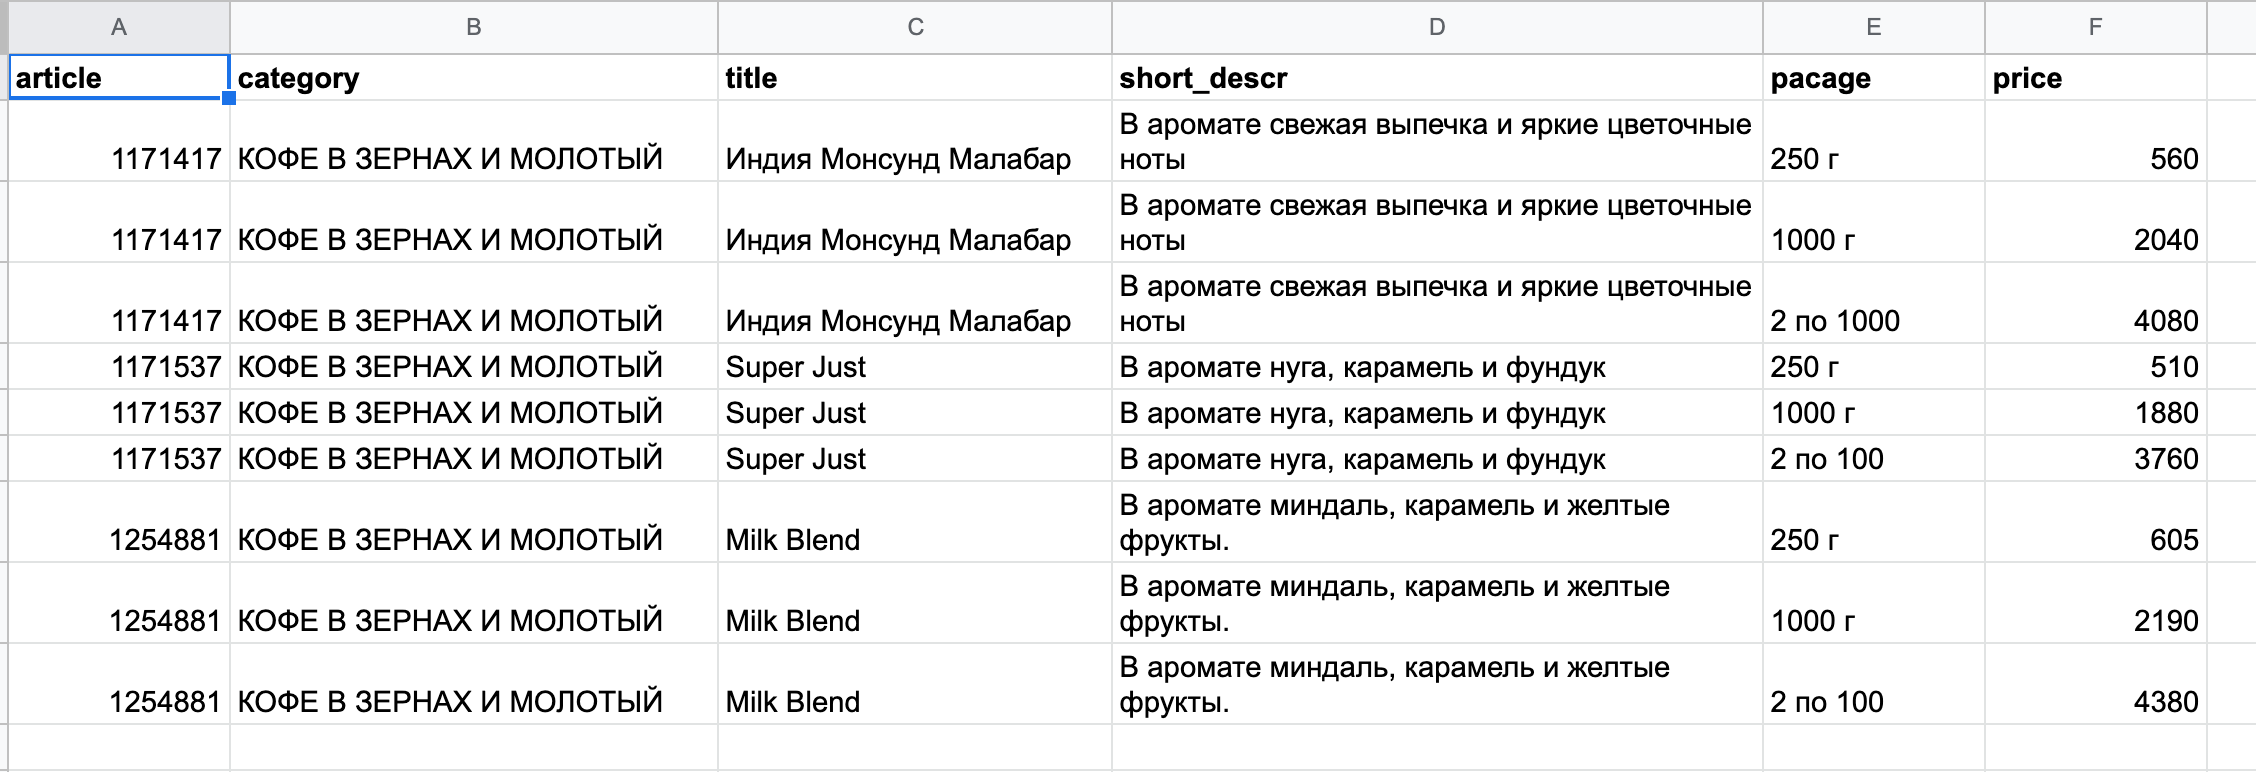 A B C D E F
article category title short_descr pacage price
В аромате свежая выпечка и яркие цветочные
1171417 КОФЕ В ЗЕРНАХ И МОЛОТЫЙ Индия Монсунд Малабар ноты 250 г 560
В аромате свежая выпечка и яркие цветочные
1171417 КОФЕ В ЗЕРНАХ И МОЛОТЫЙ Индия Монсунд Малабар ноты 1000 г 2040
В аромате свежая выпечка и яркие цветочные
1171417 КОФЕ В ЗЕРНАХ И МОЛОТЫЙ Индия Монсунд Малабар ноты 2 по 1000 4080
1171537 КОФЕ В ЗЕРНАХ И МОЛОТЫЙ Super Just В аромате нуга, карамель и фундук 250 г 510
1171537 КОФЕ В ЗЕРНАХ И МОЛОТЫЙ Super Just В аромате нуга, карамель и фундук 1000 г 1880
1171537 КОФЕ В ЗЕРНАХ И МОЛОТЫЙ Super Just В аромате нуга, карамель и фундук 2 по 100 3760
В аромате миндаль, карамель и желтые
1254881 КОФЕ В ЗЕРНАХ И МОЛОТЫЙ Milk Blend фрукты. 250 г 605
В аромате миндаль, карамель и желтые
1254881 КОФЕ В ЗЕРНАХ И МОЛОТЫЙ Milk Blend фрукты. 1000 г 2190
В аромате миндаль, карамель и желтые
1254881 КОФЕ В ЗЕРНАХ И МОЛОТЫЙ Milk Blend фрукты. 2 по 100 4380